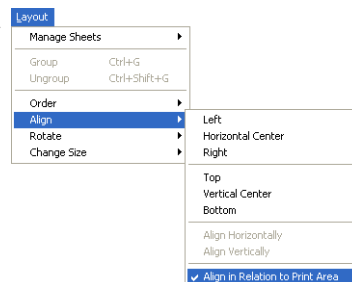 Layout
Manage Sheets
Group Ctrl+G
Ungroup Ctrl+Shift+G
Order
Align
Rotate
Change Size
Left
Horizontal Center
Right
Top
Vertical Center
Bottom
Align Horizontally
Align Vertically
Align in Relation to Print Area